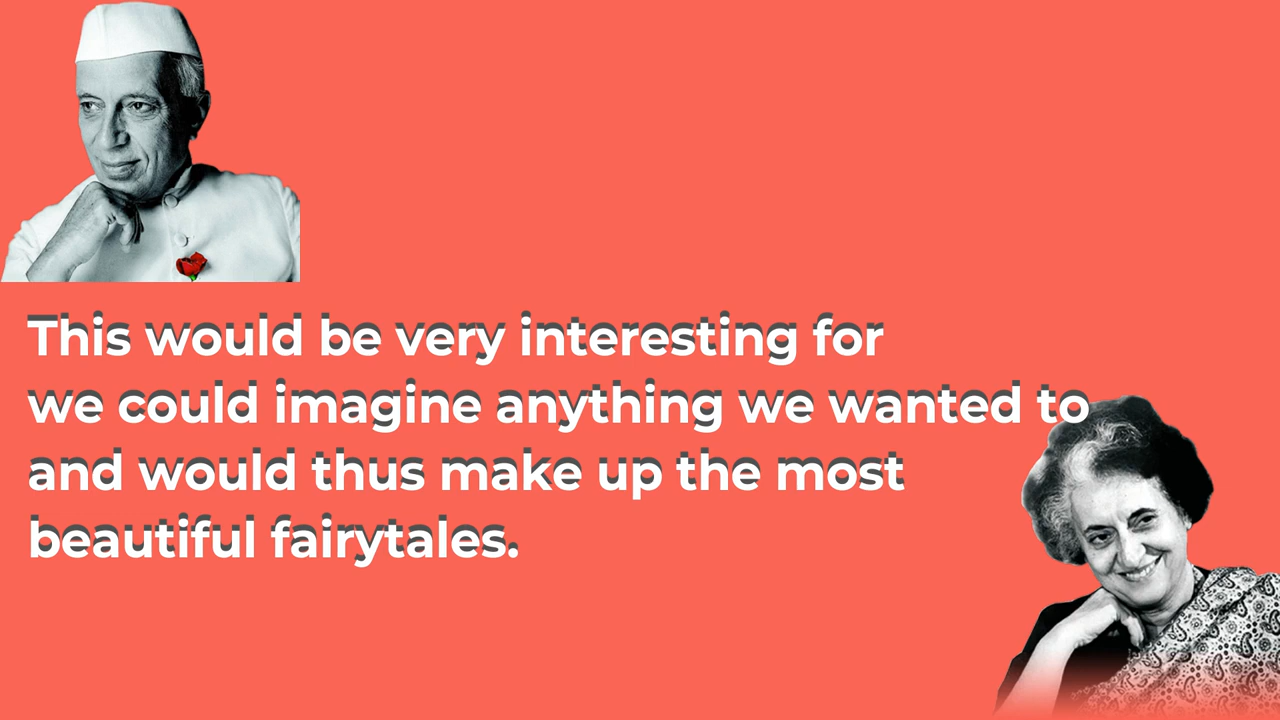 This would be very interesting for
we could imagine anything we wanted to
and would thus make up the most
beautiful fairytales.